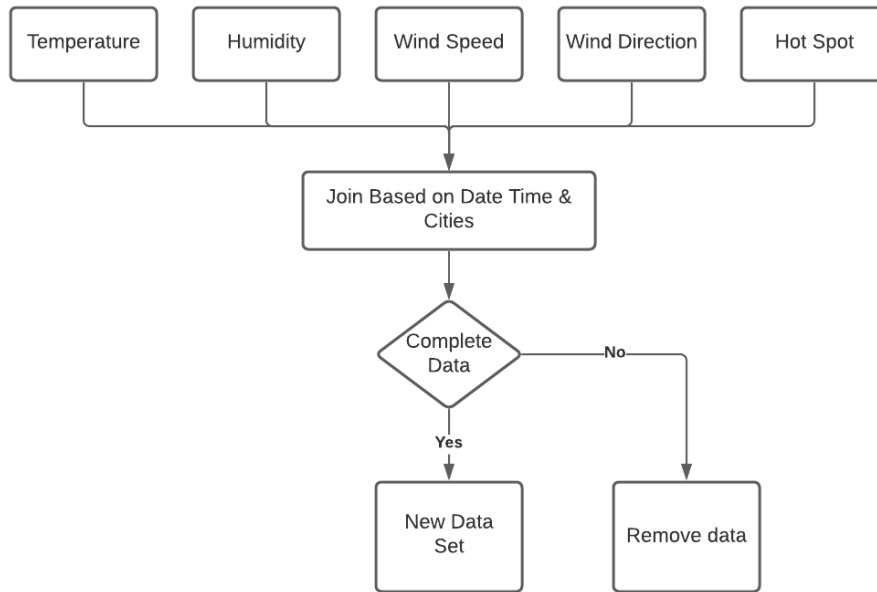 Temperature
Humidity
Wind Speed
Wind Direction
Hot Spot
Join Based on Date Time &
Cities
Complete
Data
No
Yes
New Data
Set
Remove data